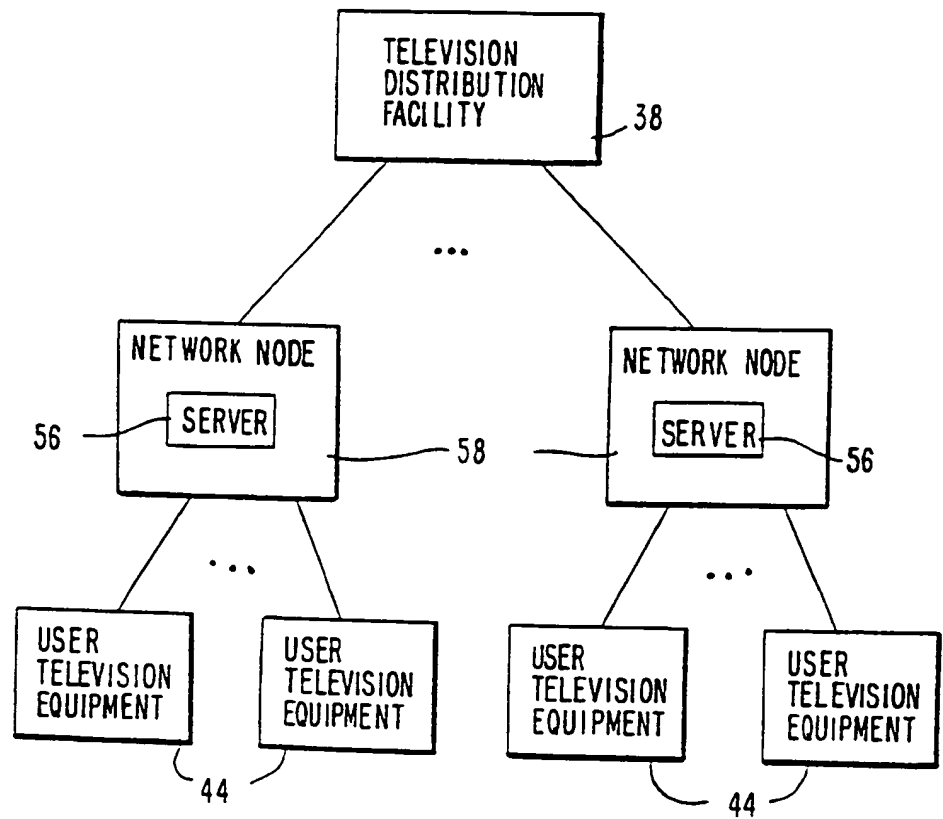 TELEVISION
DISTRIBUTION
FACILITY
38
NETWORK NODE
SERVER
56
58
NETWORK NODE
SERVER
56
USER
TELEVISION
EQUIPMENT
USER
TELEVISION
EQUIPMENT
44
USER
TELEVISION
EQUIPMENT
USER
TELEVISION
EQUIPMENT
44